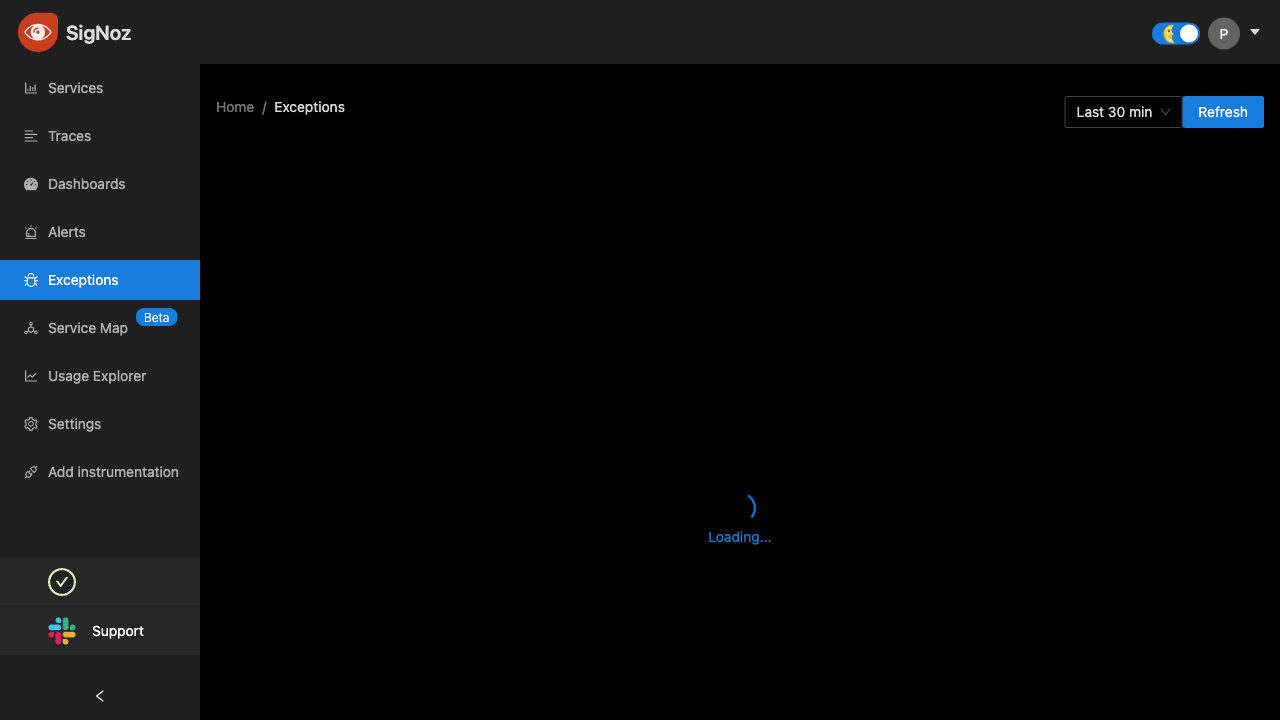 SigNoz
P
Services
Traces
Dashboards
Alerts
Exceptions
Service Map
Beta
Usage Explorer
Settings
Add instrumentation
Support
Home / Exceptions
Last 30 min
Refresh
Loading...